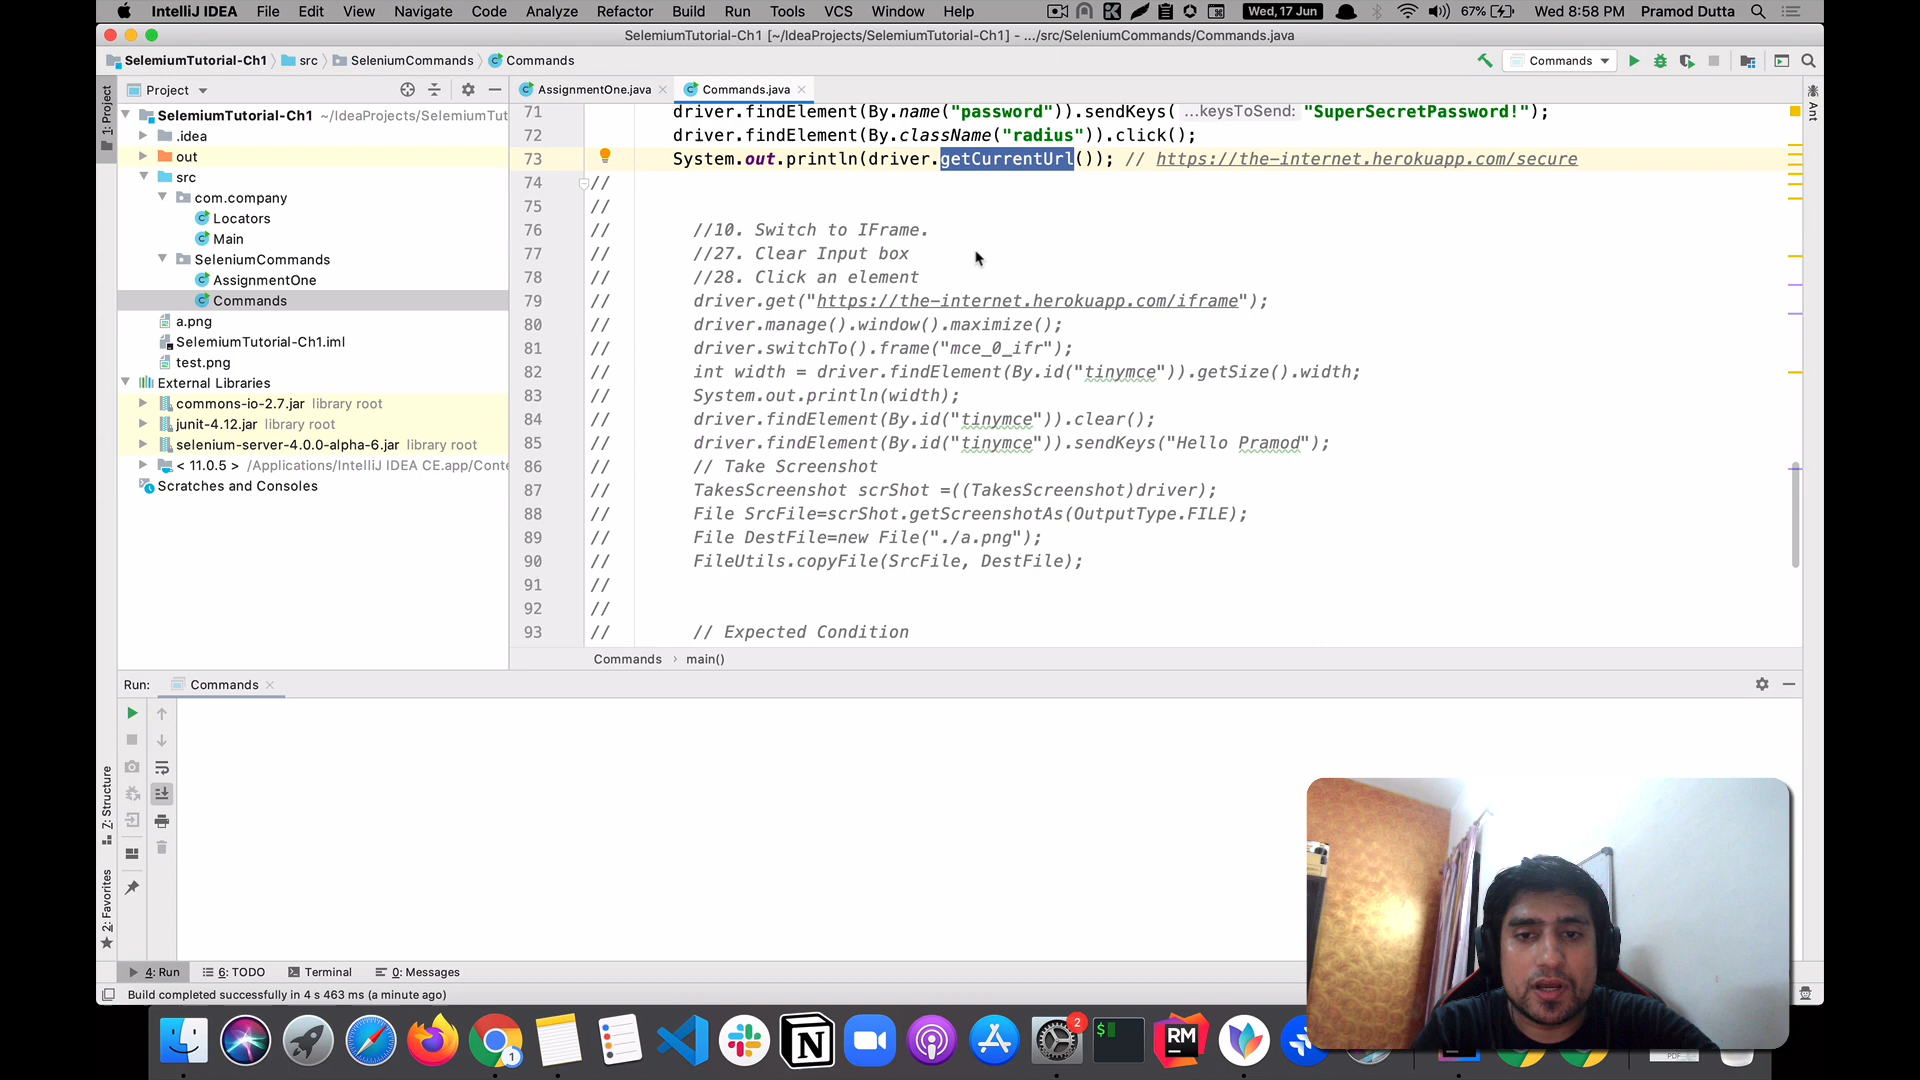 IntelliJ IDEA File Edit View Navigate Code Analyze Refactor Build Run Tools VCS Window Help Wed, 17 Jun 67% Wed 8:58 PM Pramod Dutta
SelemiumTutorial-Ch1 [~/IdeaProjects/SelemiumTutorial-Ch1] - .../src/SeleniumCommands/Commands.java
SelemiumTutorial-Ch1 src SeleniumCommands Commands Commands
1: Project
Project
AssignmentOne.java Commands.java
Ant
SelemiumTutorial-Ch1 ~/IdeaProjects/SelemiumTut
.idea
out
src
com.company
Locators
Main
SeleniumCommands
AssignmentOne
Commands
a.png
SelemiumTutorial-Ch1.iml
test.png
External Libraries
commons-io-2.7.jar library root
junit-4.12.jar library root
selenium-server-4.0.0-alpha-6.jar library root
< 11.0.5 > /Applications/IntelliJ IDEA CE.app/Conte
Scratches and Consoles
71 driver.findElement(By.name("password")).sendKeys( ...keysToSend: "SuperSecretPassword!");
72 driver.findElement(By.className("radius")).click();
73 System.out.println(driver.getCurrentUrl()); // https://the-internet.herokuapp.com/secure
74 //
75 //
76 // //10. Switch to IFrame.
77 // //27. Clear Input box
78 // //28. Click an element
79 // driver.get("https://the-internet.herokuapp.com/iframe");
80 // driver.manage().window().maximize();
81 // driver.switchTo().frame("mce_0_ifr");
82 // int width = driver.findElement(By.id("tinymce")).getSize().width;
83 // System.out.println(width);
84 // driver.findElement(By.id("tinymce")).clear();
85 // driver.findElement(By.id("tinymce")).sendKeys("Hello Pramod");
86 // // Take Screenshot
87 // TakesScreenshot scrShot =((TakesScreenshot)driver);
88 // File SrcFile=scrShot.getScreenshotAs(OutputType.FILE);
89 // File DestFile=new File("./a.png");
90 // FileUtils.copyFile(SrcFile, DestFile);
91 //
92 //
93 // // Expected Condition
Commands › main()
Run: Commands
7: Structure
2: Favorites
4: Run 6: TODO Terminal 0: Messages
Build completed successfully in 4 s 463 ms (a minute ago)
1
N
2
$
RM
PDF